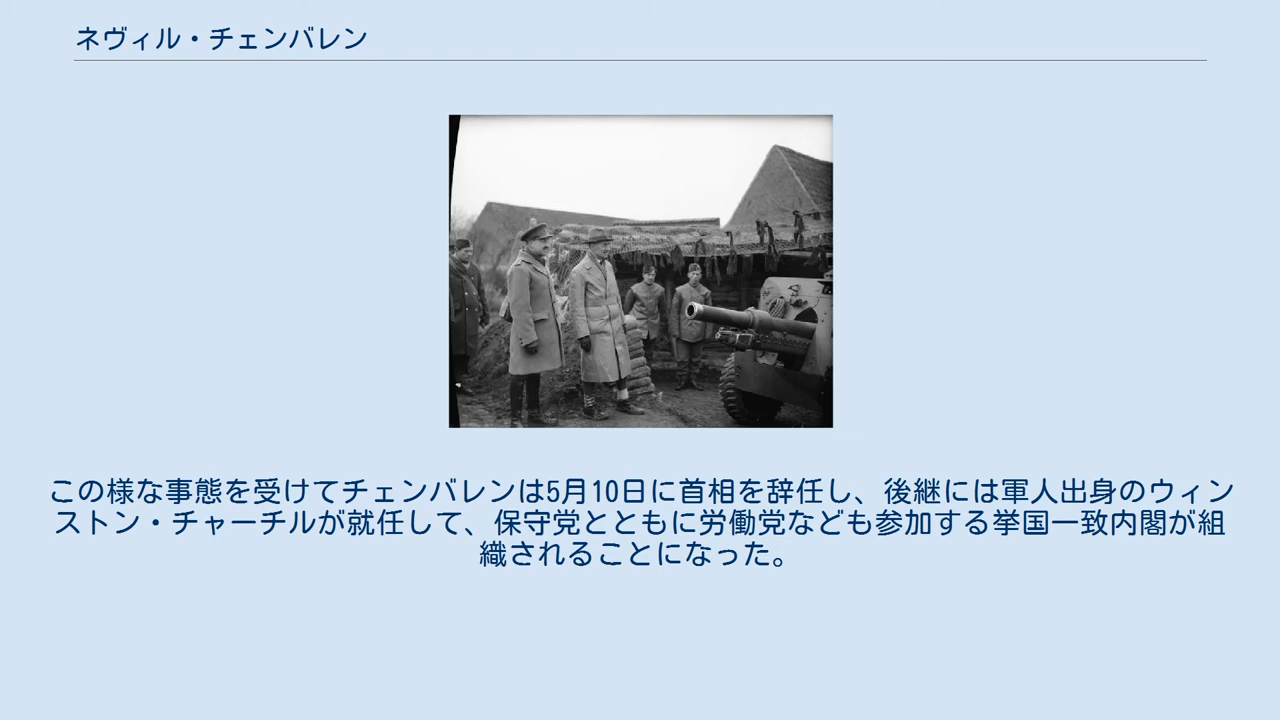 ネヴィル・チェンバレン
この様な事態を受けてチェンバレンは5月10日に首相を辞任し、後継には軍人出身のウィン
ストン・チャーチルが就任して、保守党とともに労働党なども参加する挙国一致内閣が組
織されることになった。